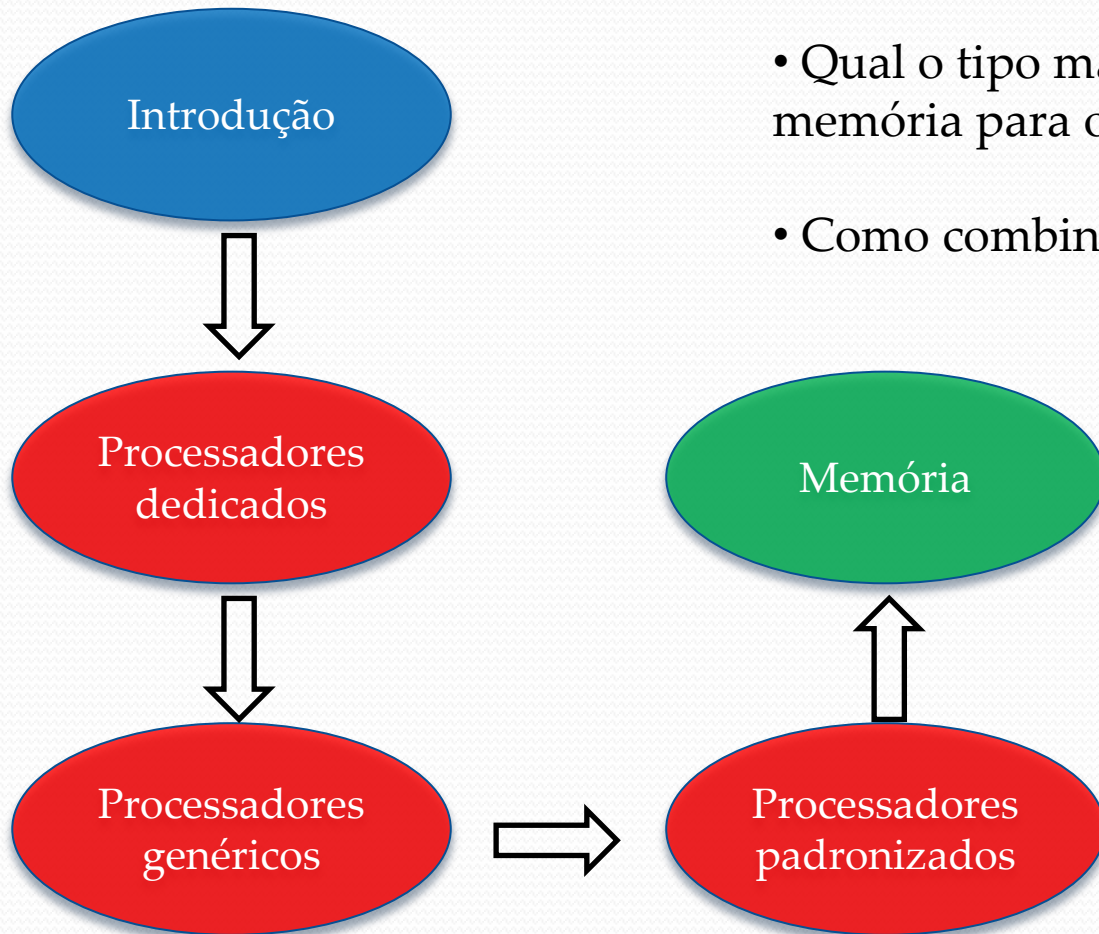 Introdução
• Qual o tipo ma
memória para o
• Como combin
Processadores
dedicados
Memória
Processadores
genéricos
Processadores
padronizados